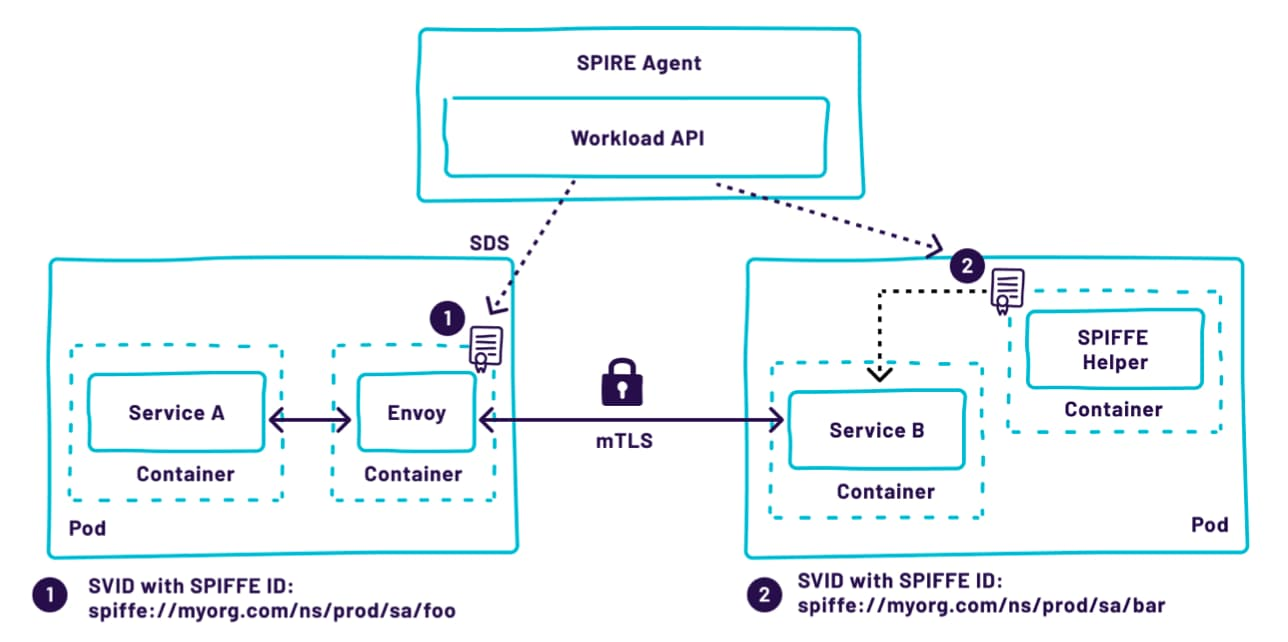 SPIRE Agent
Workload API
SDS
1
2
SPIFFE
Helper
Container
Service A
Container
Envoy
Container
mTLS
Service B
Container
Pod
Pod
1
SVID with SPIFFE ID:
spiffe://myorg.com/ns/prod/sa/foo
2
SVID with SPIFFE ID:
spiffe://myorg.com/ns/prod/sa/bar